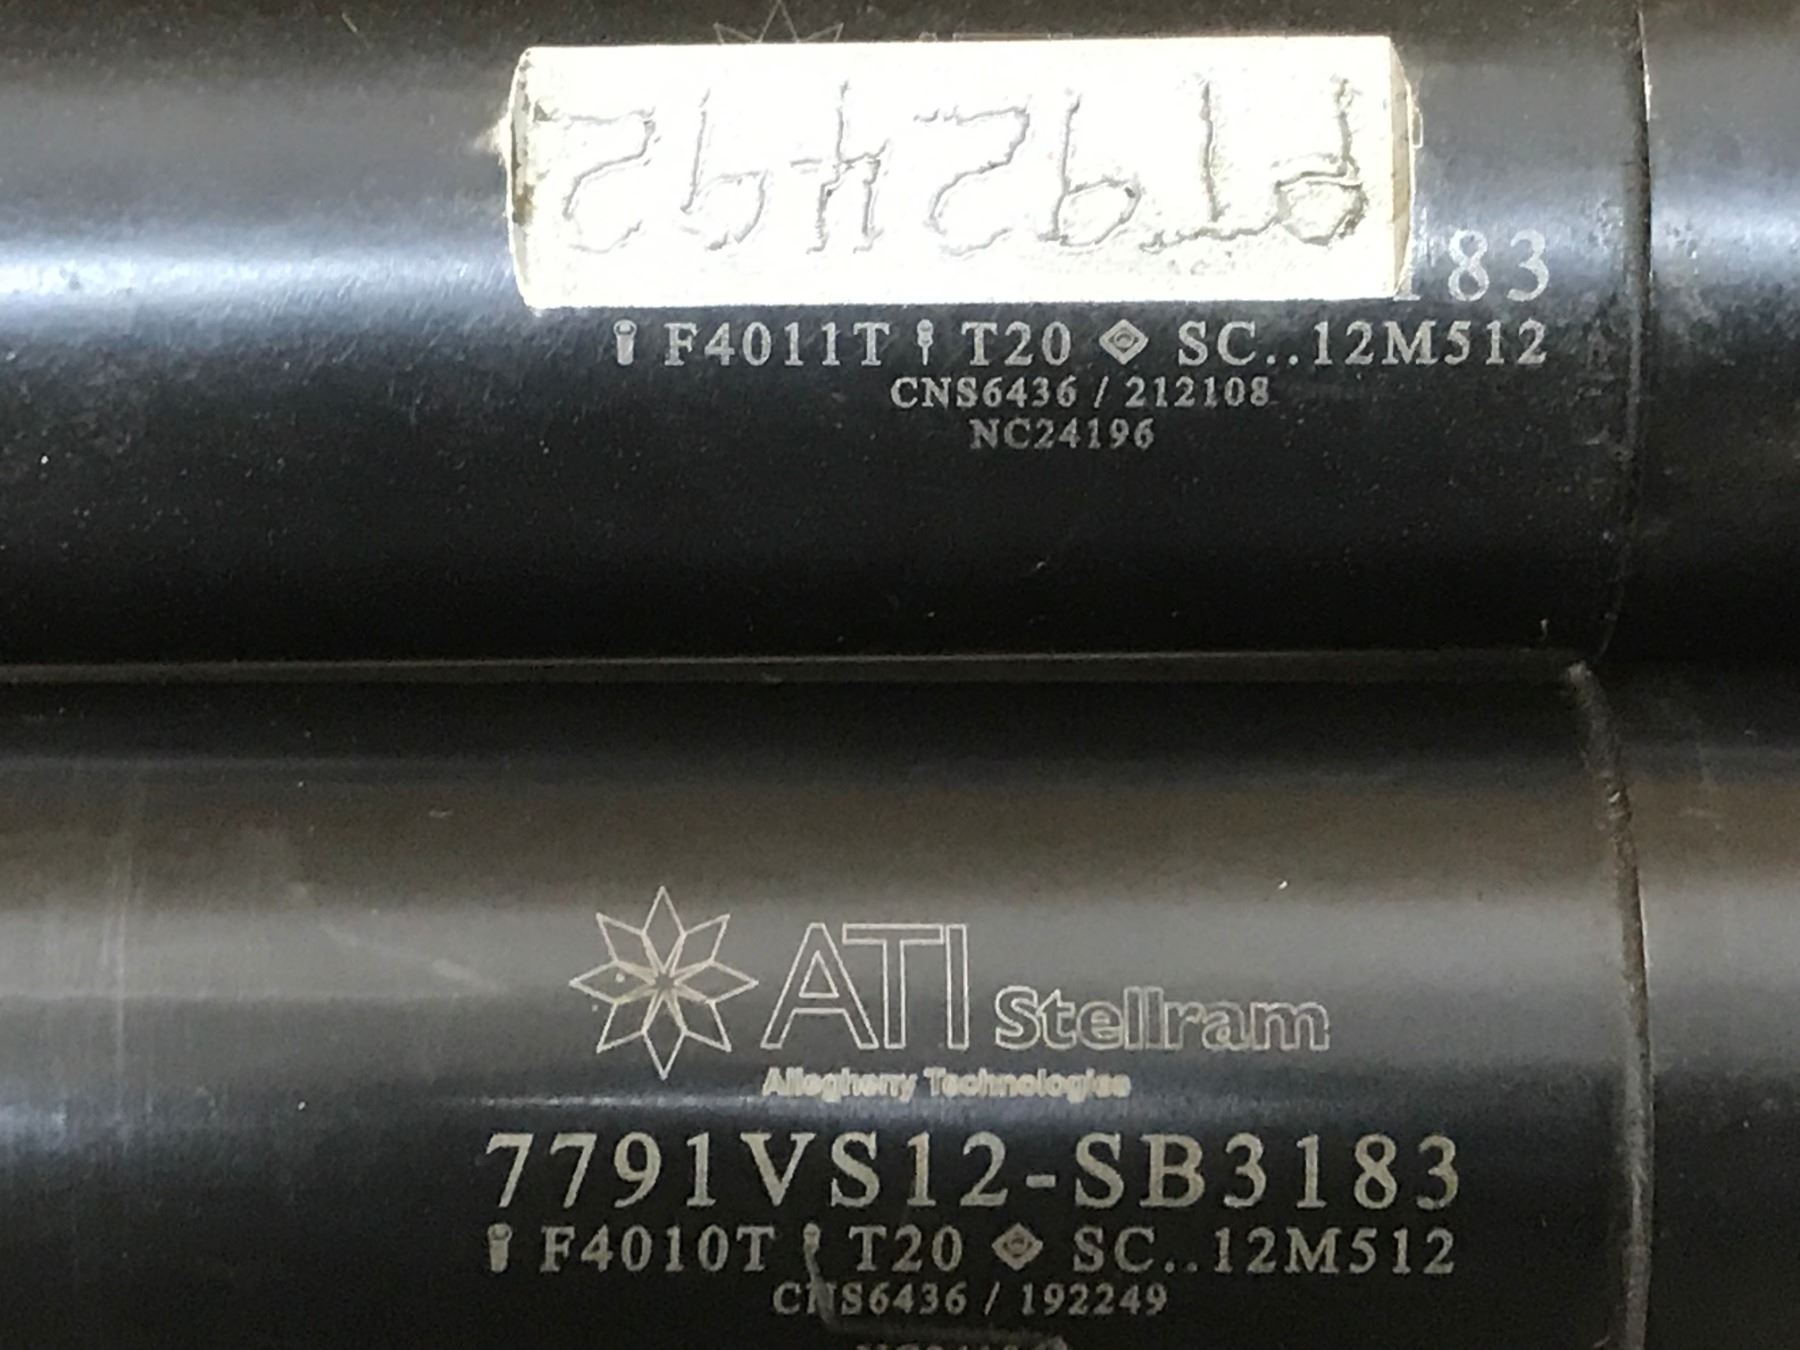 PT92492
183
F4011T T20 SC..12M512
CNS6436 / 212108
NC24196
ATI Stellram
Allegheny Technologies
7791VS12-SB3183
F4010T T20 SC..12M512
CNS6436 / 192249